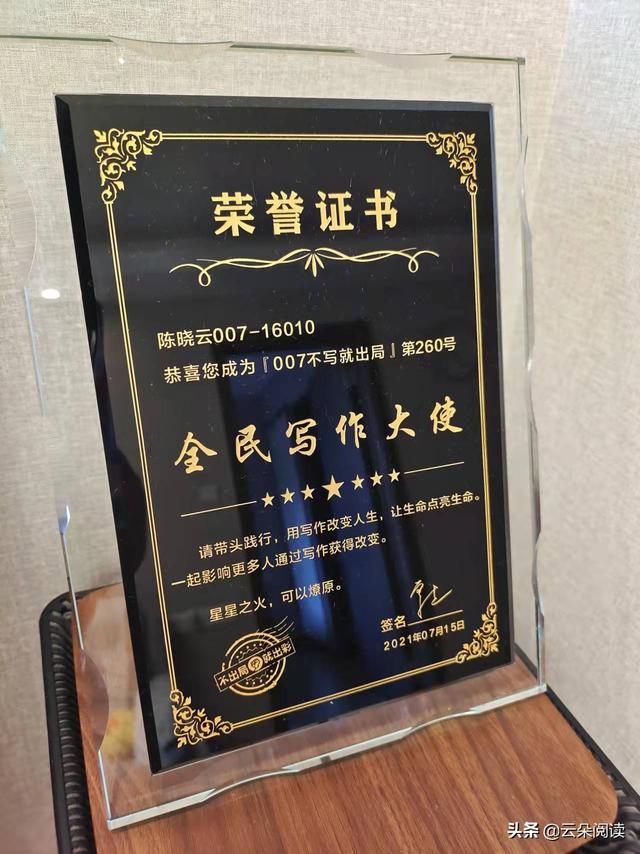 荣誉证书
陈晓云007-16010
恭喜您成为『007不写就出局』第260号
全民写作大使
请带头践行，用写作改变人生，让生命点亮生命。
一起影响更多人通过写作获得改变。
星星之火，可以燎原。
签名
2021年07月15日
不出局 就出彩
头条 @云朵阅读